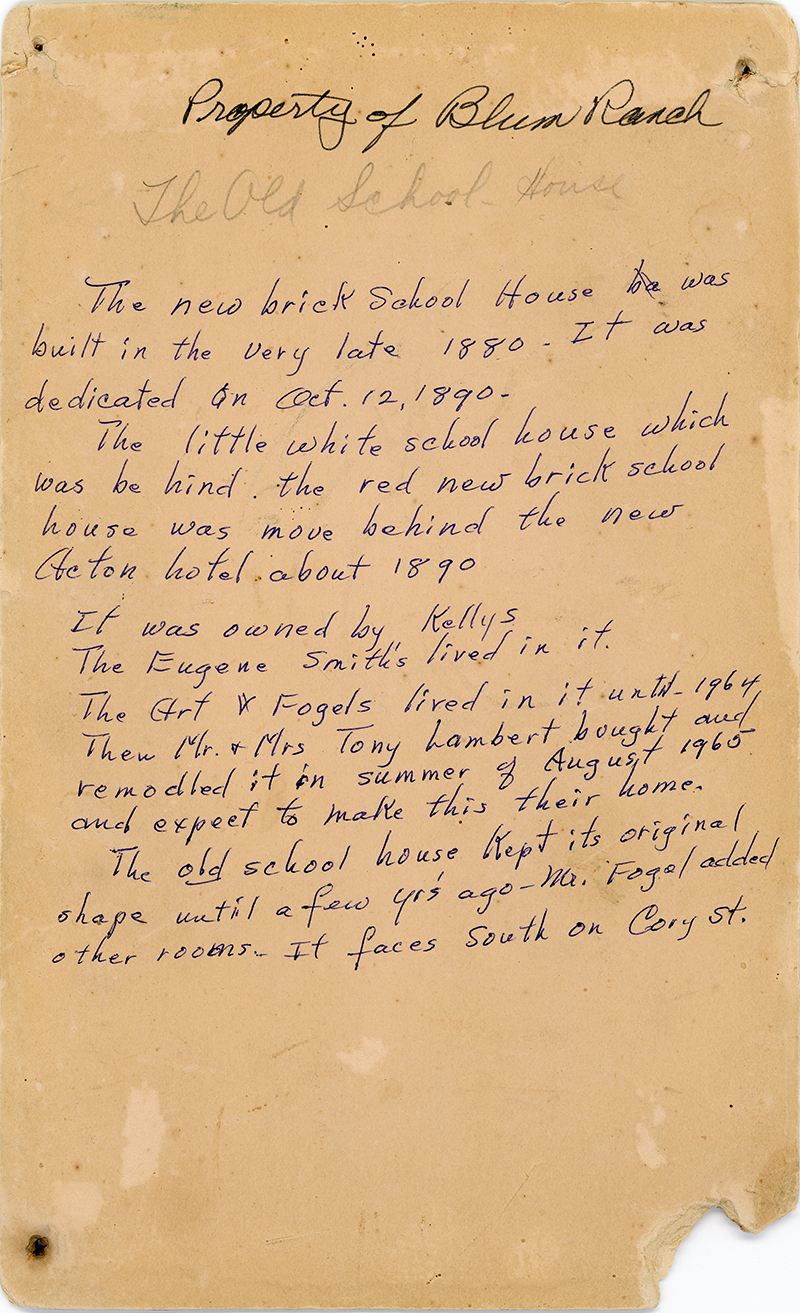 Property of Blum Ranch
The Old School-House
The new brick School House was
built in the very late 1880 - It was
dedicated on Oct. 12, 1890-
The little white school house which
was be hind the red new brick school
house was move behind the new
Acton hotel about 1890
It was owned by Kellys
The Eugene Smith's lived in it.
The Art Fogels lived in it until - 1964
Then Mr. + Mrs Tony Lambert bought and
remodled it in summer of August 1965
and expect to make this their home.
The old school house kept its original
shape until a few yrs ago - Mr. Fogel added
other rooms- It faces South on Cory St.